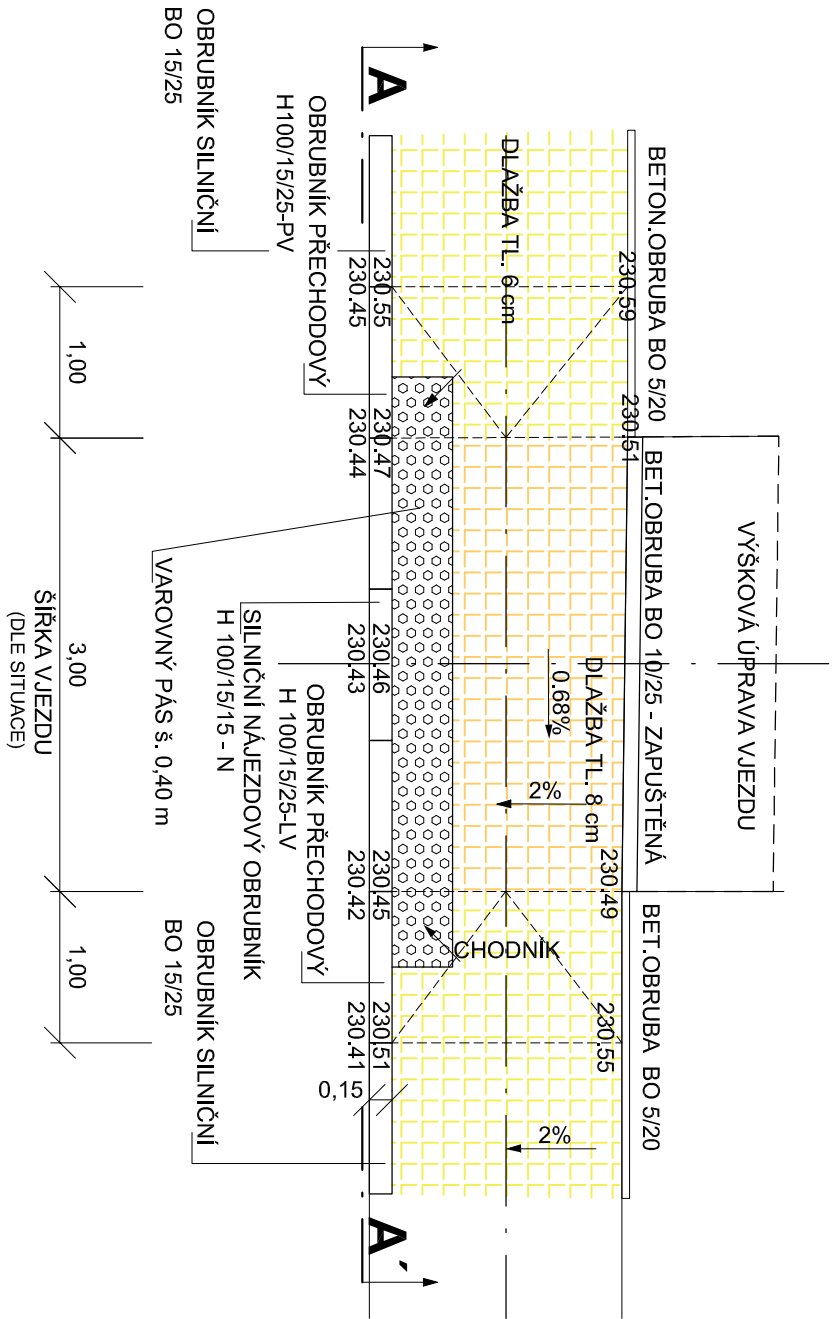 BETON.OBRUBA BO 5/20
VÝŠKOVÁ ÚPRAVA VJEZDU
BET.OBRUBA BO 10/25 - ZAPUŠTĚNÁ
BET.OBRUBA BO 5/20
230.59
230.51
230.49
230.55
DLAŽBA TL. 6 cm
DLAŽBA TL. 8 cm
0.68%
2%
2%
CHODNÍK
230.55
230.45
230.47
230.44
230.46
230.43
230.45
230.42
230.51
230.41
0,15
A
A´
OBRUBNÍK PŘECHODOVÝ
H100/15/25-PV
OBRUBNÍK SILNIČNÍ
BO 15/25
OBRUBNÍK PŘECHODOVÝ
H 100/15/25-LV
SILNIČNÍ NÁJEZDOVÝ OBRUBNÍK
H 100/15/15 - N
VAROVNÝ PÁS š. 0,40 m
OBRUBNÍK SILNIČNÍ
BO 15/25
1,00
3,00
1,00
ŠÍŘKA VJEZDU
(DLE SITUACE)